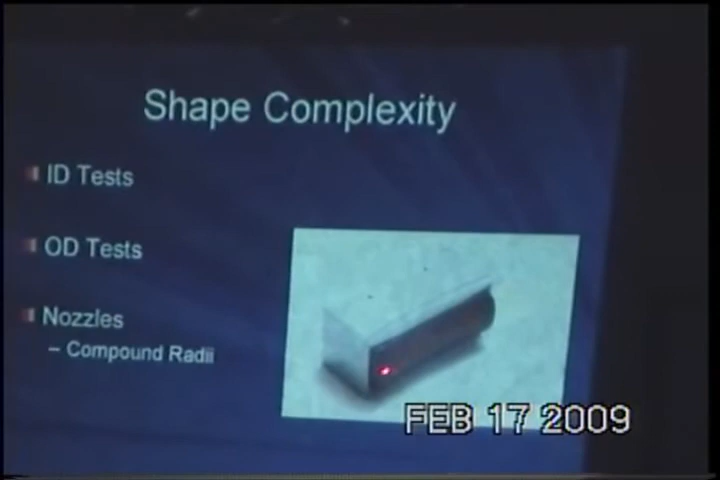 Shape Complexity
ID Tests
OD Tests
Nozzles
– Compound Radii
FEB 17 2009